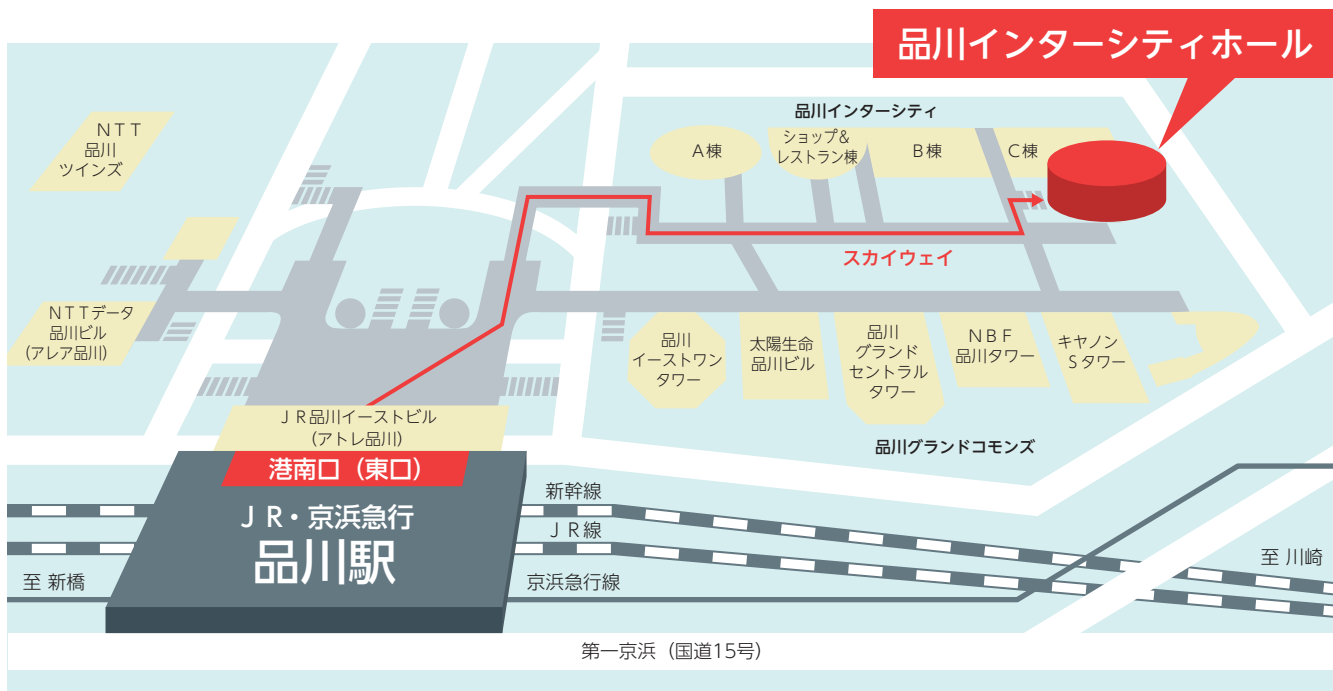 品川インターシティホール
品川インターシティ
NTT
品川
ツインズ
A棟
ショップ&
レストラン棟
B棟
C棟
スカイウェイ
NTTデータ
品川ビル
(アレア品川)
品川
イーストワン
タワー
太陽生命
品川ビル
品川
グランド
セントラル
タワー
NBF
品川タワー
キヤノン
Sタワー
JR品川イーストビル
(アトレ品川)
品川グランドコモンズ
港南口（東口）
JR・京浜急行
品川駅
新幹線
JR線
京浜急行線
至 新橋
至 川崎
第一京浜（国道15号）